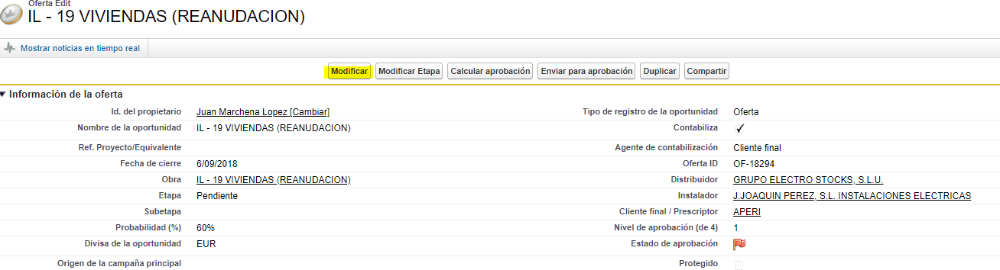 Oferta Edit
IL - 19 VIVIENDAS (REANUDACION)
Mostrar noticias en tiempo real
Modificar Modificar Etapa Calcular aprobación Enviar para aprobación Duplicar Compartir
Información de la oferta
Id. del propietario Juan Marchena Lopez [Cambiar] Tipo de registro de la oportunidad Oferta
Nombre de la oportunidad IL - 19 VIVIENDAS (REANUDACION) Contabiliza
Ref. Proyecto/Equivalente Agente de contabilización Cliente final
Fecha de cierre 6/09/2018 Oferta ID OF-18294
Obra IL - 19 VIVIENDAS (REANUDACION) Distribuidor GRUPO ELECTRO STOCKS, S.L.U.
Etapa Pendiente Instalador J.JOAQUIN PEREZ, S.L. INSTALACIONES ELECTRICAS
Subetapa Cliente final / Prescriptor APERI
Probabilidad (%) 60% Nivel de aprobación (de 4) 1
Divisa de la oportunidad EUR Estado de aprobación
Origen de la campaña principal Protegido